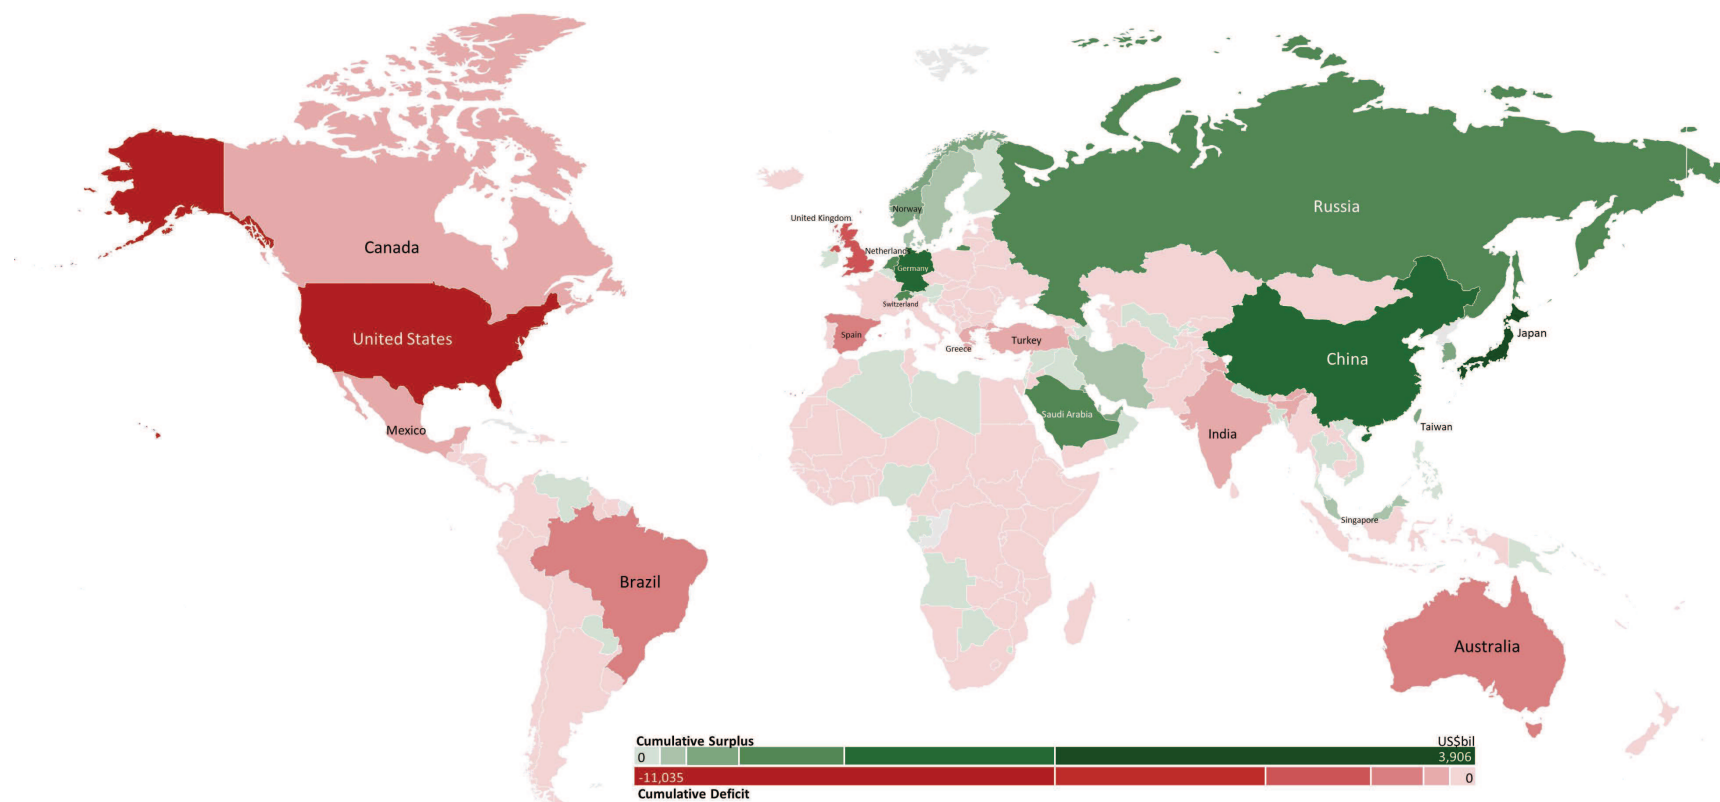 Russia
Norway
United Kingdom
Canada
Netherland
Germany
Switzerland
United States
Spain
Greece
Turkey
Japan
China
Saudi Arabia
Mexico
India
Taiwan
Singapore
Brazil
Australia
Cumulative Surplus US$bil
0 3,906
-11,035 0
Cumulative Deficit